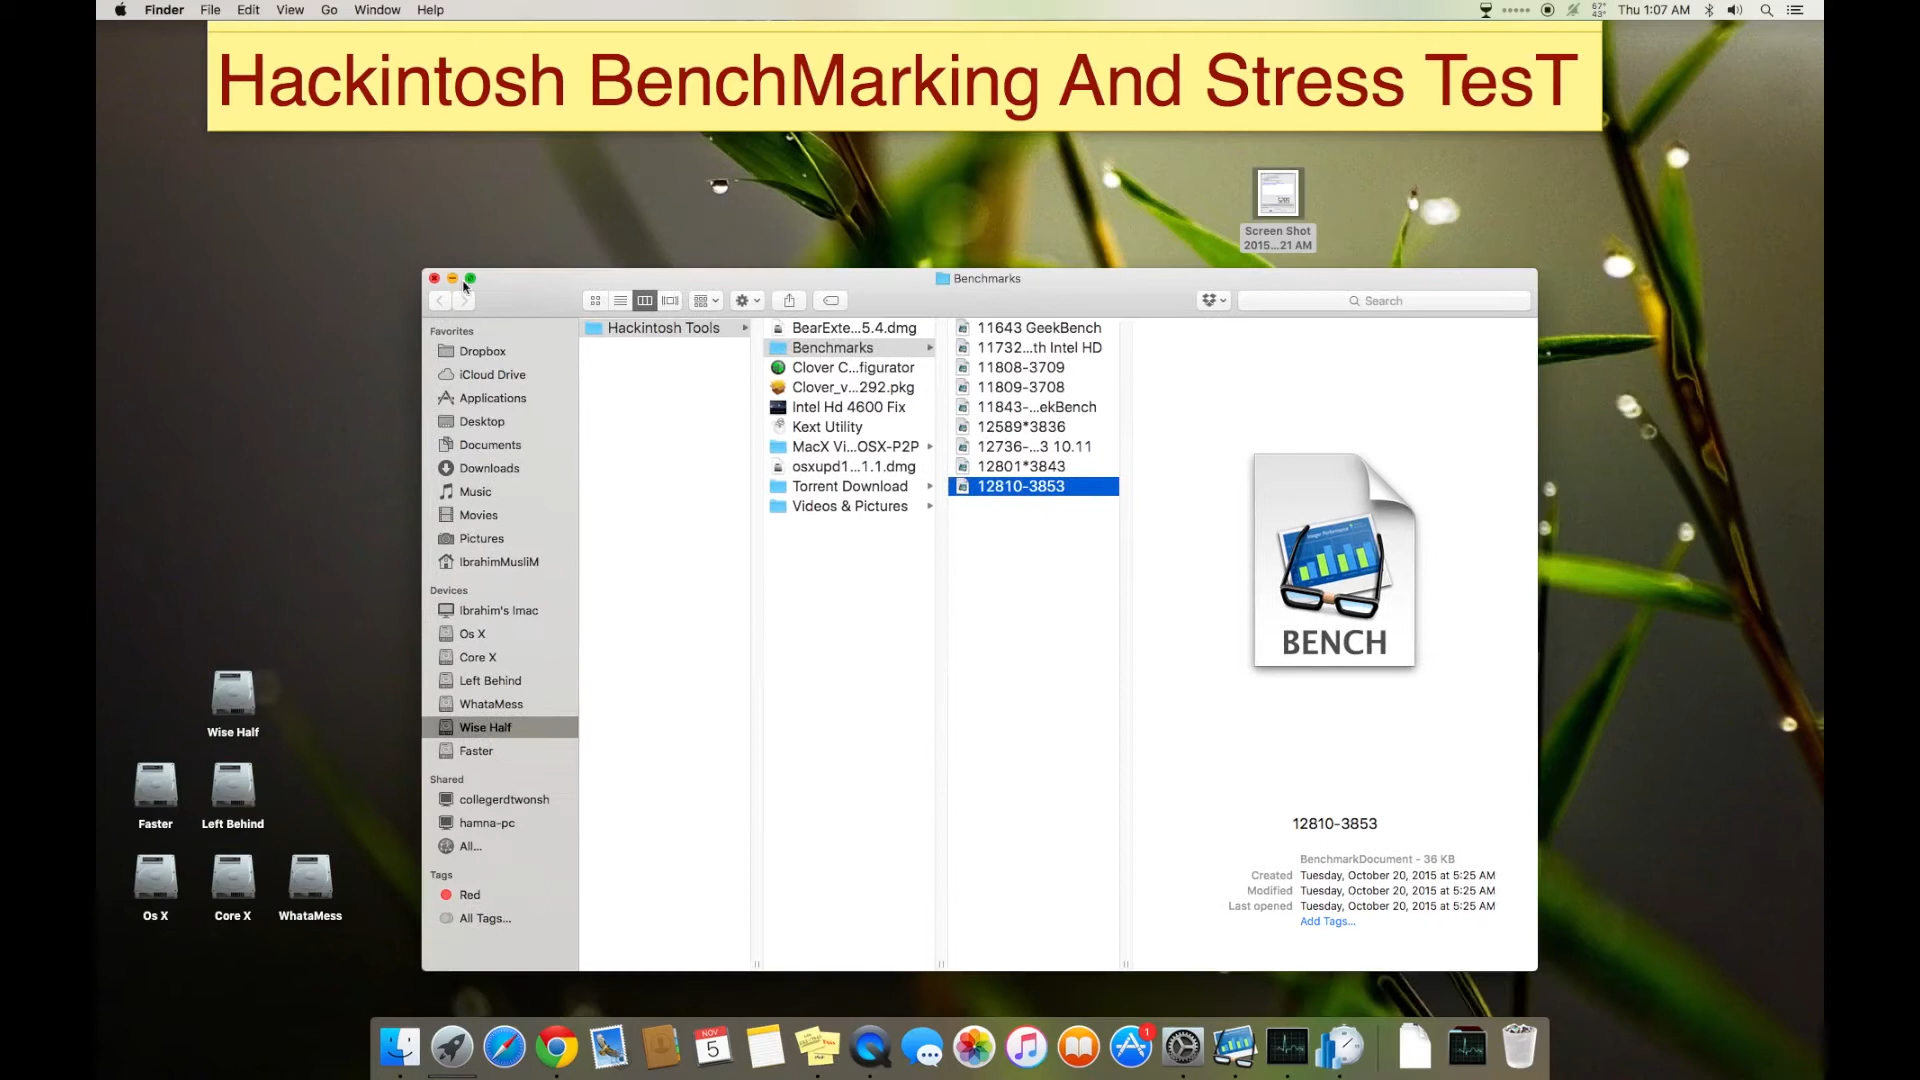 Finder File Edit View Go Window Help
67° 43° Thu 1:07 AM
Hackintosh BenchMarking And Stress TesT
Screen Shot
2015...21 AM
Benchmarks
Search
Favorites
Dropbox
iCloud Drive
Applications
Desktop
Documents
Downloads
Music
Movies
Pictures
IbrahimMusliM
Devices
Ibrahim's Imac
Os X
Core X
Left Behind
WhataMess
Wise Half
Faster
Shared
collegerdtwonsh
hamna-pc
All...
Tags
Red
All Tags...
Hackintosh Tools
BearExte...5.4.dmg
Benchmarks
Clover C...figurator
Clover_v...292.pkg
Intel Hd 4600 Fix
Kext Utility
MacX Vi...OSX-P2P
osxupd1...1.1.dmg
Torrent Download
Videos & Pictures
11643 GeekBench
11732...th Intel HD
11808-3709
11809-3708
11843-...ekBench
12589*3836
12736-...3 10.11
12801*3843
12810-3853
BENCH
12810-3853
BenchmarkDocument - 36 KB
Created Tuesday, October 20, 2015 at 5:25 AM
Modified Tuesday, October 20, 2015 at 5:25 AM
Last opened Tuesday, October 20, 2015 at 5:25 AM
Add Tags...
Wise Half
Faster
Left Behind
Os X
Core X
WhataMess
NOV
5
1